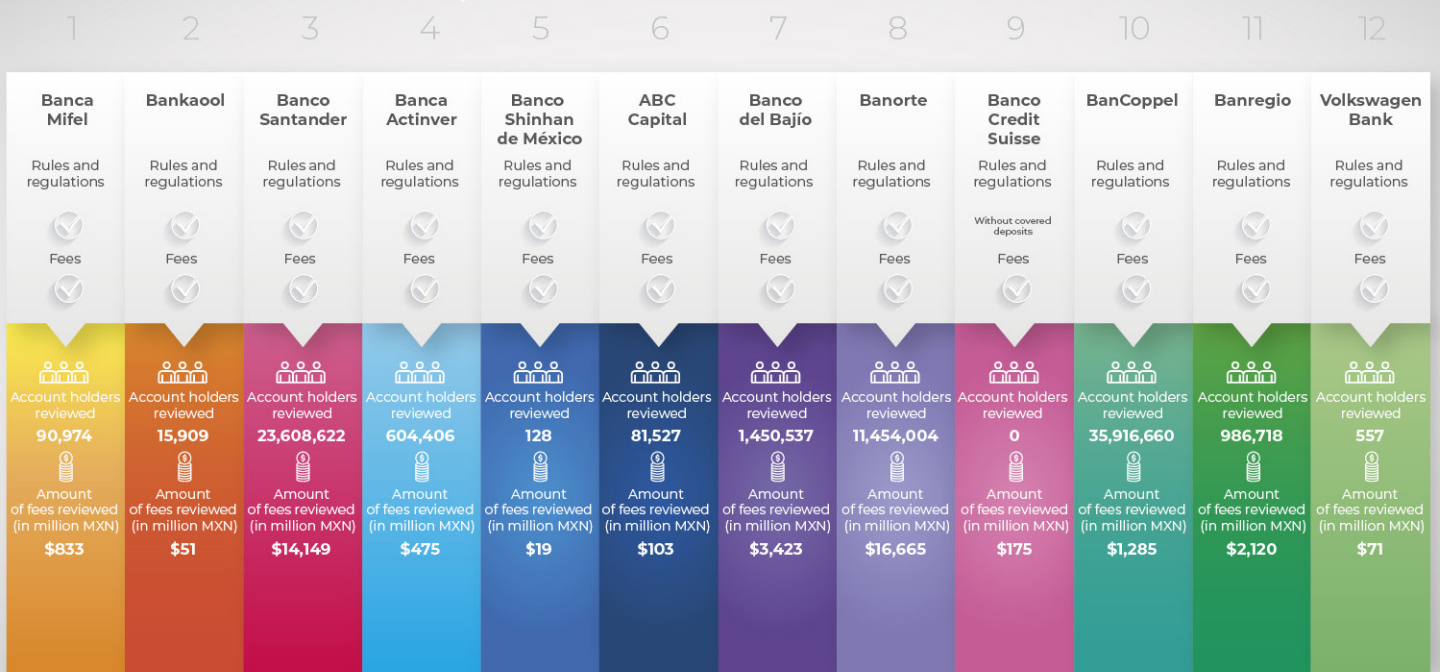 1
2
3
4
5
6
7
8
9
10
11
12
Banca
Mifel
Rules and
regulations
Fees
Account holders
reviewed
90,974
Amount
of fees reviewed
(in million MXN)
$833
Bankaool
Rules and
regulations
Fees
Account holders
reviewed
15,909
Amount
of fees reviewed
(in million MXN)
$51
Banco
Santander
Rules and
regulations
Fees
Account holders
reviewed
23,608,622
Amount
of fees reviewed
(in million MXN)
$14,149
Banca
Actinver
Rules and
regulations
Fees
Account holders
reviewed
604,406
Amount
of fees reviewed
(in million MXN)
$475
Banco
Shinhan
de México
Rules and
regulations
Fees
Account holders
reviewed
128
Amount
of fees reviewed
(in million MXN)
$19
ABC
Capital
Rules and
regulations
Fees
Account holders
reviewed
81,527
Amount
of fees reviewed
(in million MXN)
$103
Banco
del Bajío
Rules and
regulations
Fees
Account holders
reviewed
1,450,537
Amount
of fees reviewed
(in million MXN)
$3,423
Banorte
Rules and
regulations
Fees
Account holders
reviewed
11,454,004
Amount
of fees reviewed
(in million MXN)
$16,665
Banco
Credit
Suisse
Rules and
regulations
Without covered
deposits
Fees
Account holders
reviewed
0
Amount
of fees reviewed
(in million MXN)
$175
BanCoppel
Rules and
regulations
Fees
Account holders
reviewed
35,916,660
Amount
of fees reviewed
(in million MXN)
$1,285
Banregio
Rules and
regulations
Fees
Account holders
reviewed
986,718
Amount
of fees reviewed
(in million MXN)
$2,120
Volkswagen
Bank
Rules and
regulations
Fees
Account holders
reviewed
557
Amount
of fees reviewed
(in million MXN)
$71